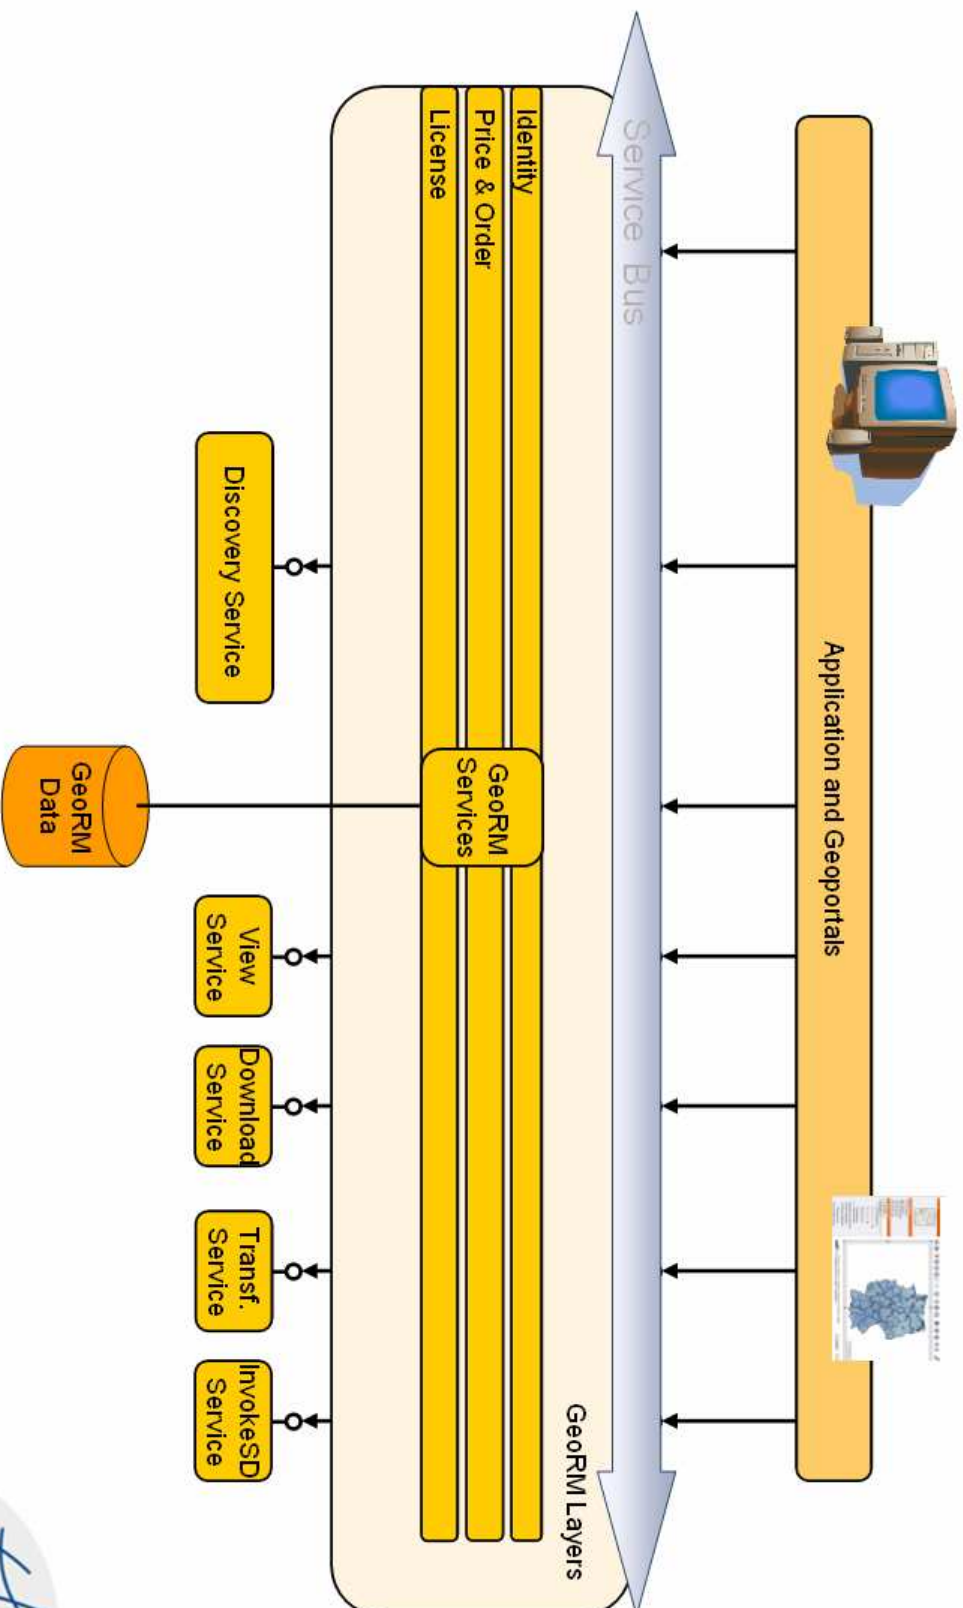 Application and Geoportals
Service Bus
GeoRM Layers
Identity
Price & Order
License
GeoRM
Services
Discovery Service
View
Service
Download
Service
Transf.
Service
InvokeSD
Service
GeoRM
Data